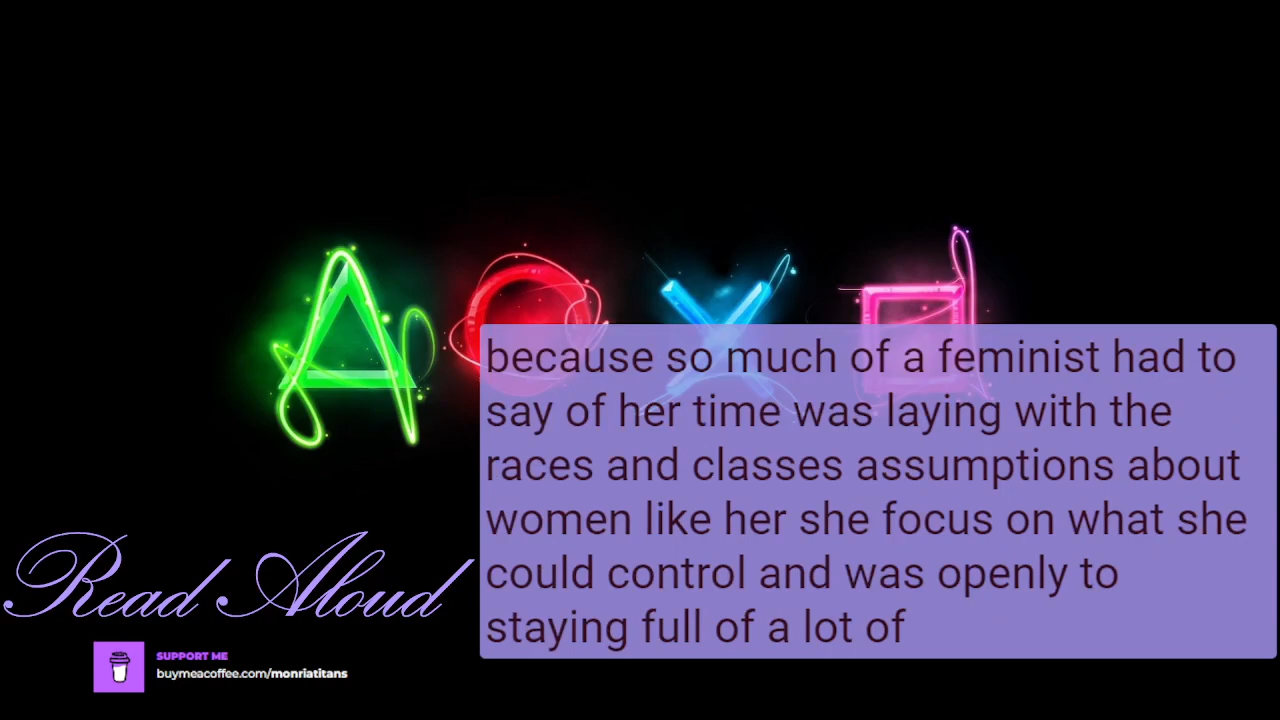 because so much of a feminist had to
say of her time was laying with the
races and classes assumptions about
women like her she focus on what she
could control and was openly to
staying full of a lot of
Read Aloud
SUPPORT ME
buymeacoffee.com/monriatitans